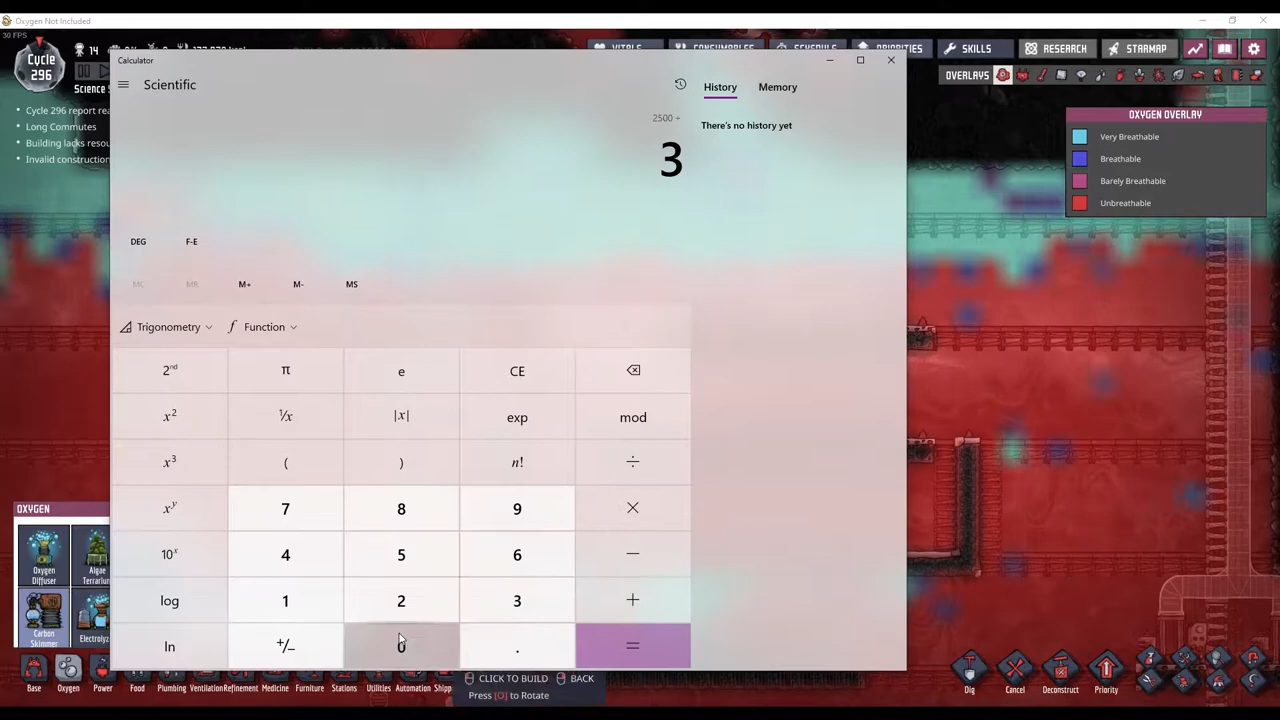 Oxygen Not Included
30 FPS
Cycle
296
14
VITALS
CONSUMABLES
SCHEDULE
PRIORITIES
SKILLS
RESEARCH
STARMAP
Science
OVERLAYS
Cycle 296 report rea
Long Commutes
Building lacks resou
Invalid construction
OXYGEN OVERLAY
Very Breathable
Breathable
Barely Breathable
Unbreathable
Calculator
Scientific
History
Memory
There's no history yet
2500 ÷
3
DEG
F-E
MC
MR
M+
M-
MS
Trigonometry
Function
2nd
π
e
CE
x²
⅟x
|x|
exp
mod
x³
(
)
n!
÷
xʸ
7
8
9
×
10ˣ
4
5
6
−
log
1
2
3
+
ln
+/−
0
.
=
OXYGEN
Oxygen
Diffuser
Algae
Terrarium
Carbon
Skimmer
Electrolyz
Base
Oxygen
Power
Food
Plumbing
Ventilation
Refinement
Medicine
Furniture
Stations
Utilities
Automation
Shipp
CLICK TO BUILD
BACK
Press [O] to Rotate
Dig
Cancel
Deconstruct
Priority